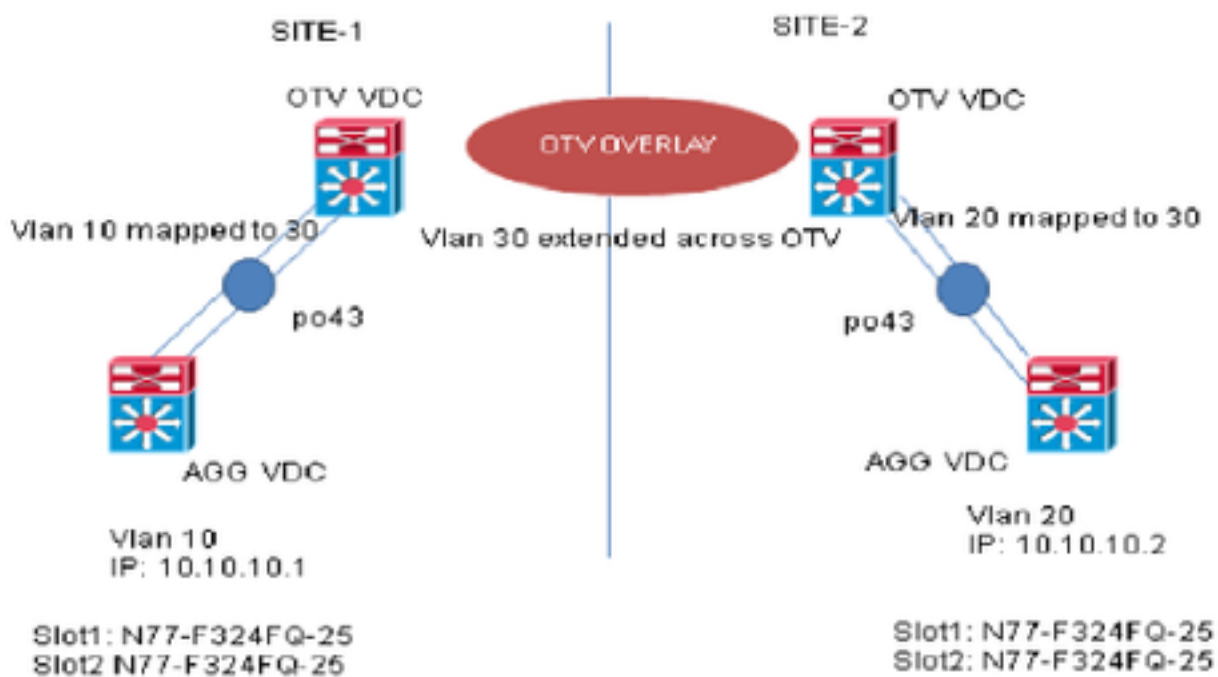 SITE-1
SITE-2
OTV VDC
OTV VDC
OTV OVERLAY
Vlan 10 mapped to 30
Vlan 30 extended across OTV
Vlan 20 mapped to 30
po43
po43
AGG VDC
AGG VDC
Vlan 10
IP: 10.10.10.1
Vlan 20
IP: 10.10.10.2
Slot1: N77-F324FQ-25
Slot2 N77-F324FQ-25
Slot1: N77-F324FQ-25
Slot2: N77-F324FQ-25